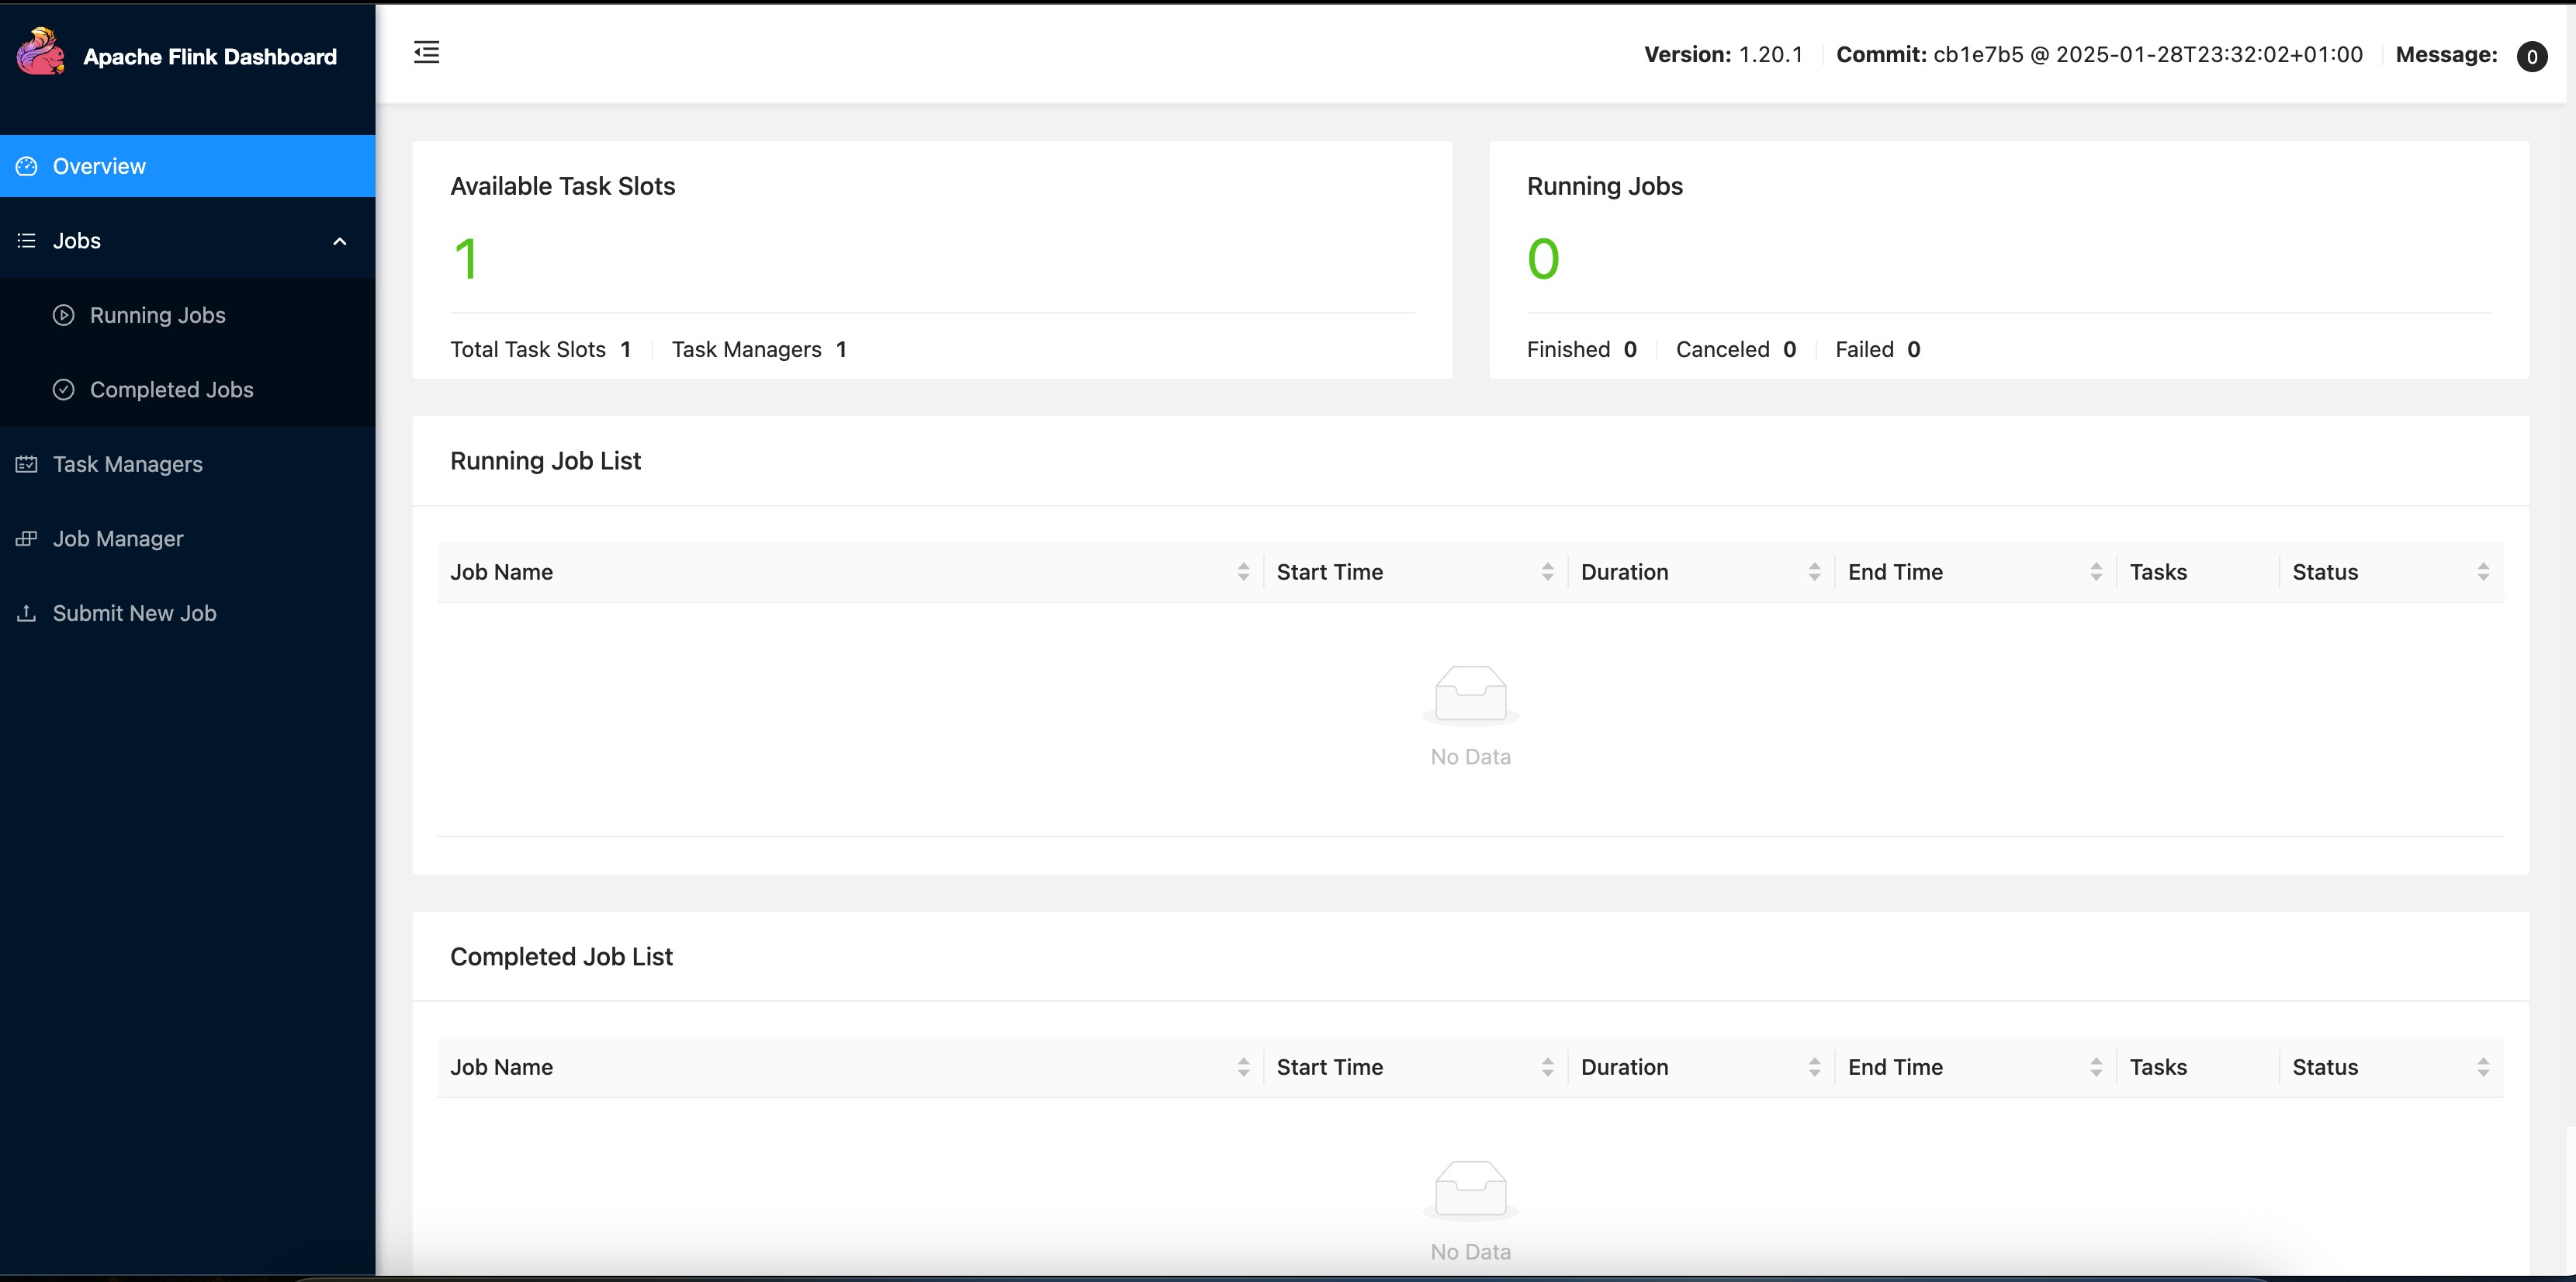 Apache Flink Dashboard
Version: 1.20.1 Commit: cb1e7b5 @ 2025-01-28T23:32:02+01:00 Message: 0
Overview
Jobs
Running Jobs
Completed Jobs
Task Managers
Job Manager
Submit New Job
Available Task Slots
1
Total Task Slots 1 Task Managers 1
Running Jobs
0
Finished 0 Canceled 0 Failed 0
Running Job List
Job Name Start Time Duration End Time Tasks Status
No Data
Completed Job List
Job Name Start Time Duration End Time Tasks Status
No Data